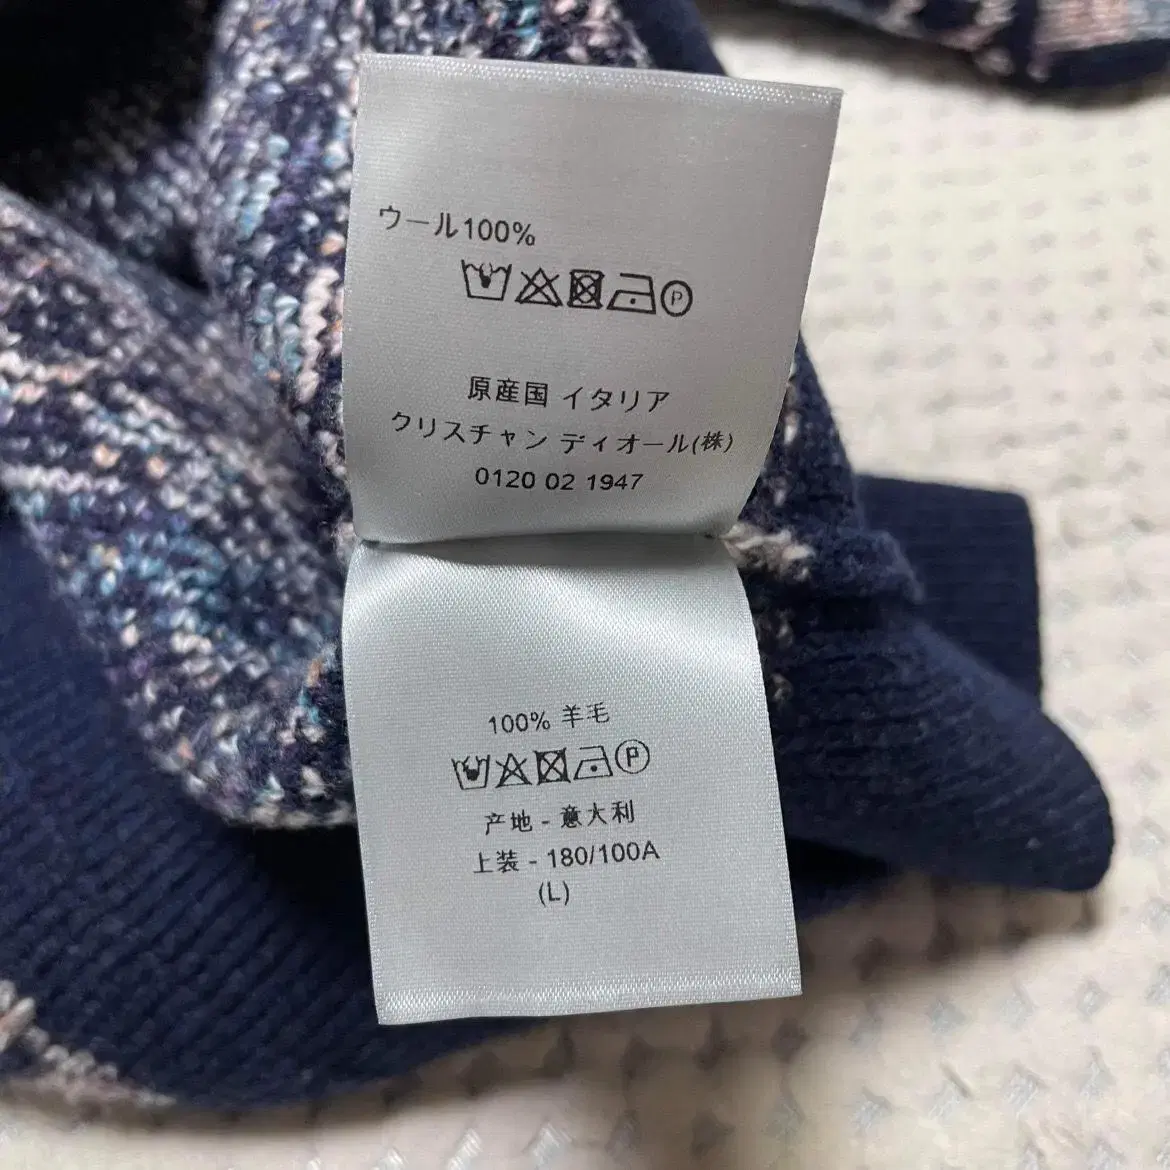 ウール100%
P
原産国 イタリア
クリスチャン ディオール(株)
0120 02 1947
100% 羊毛
P
产地 - 意大利
上装 - 180/100A
(L)